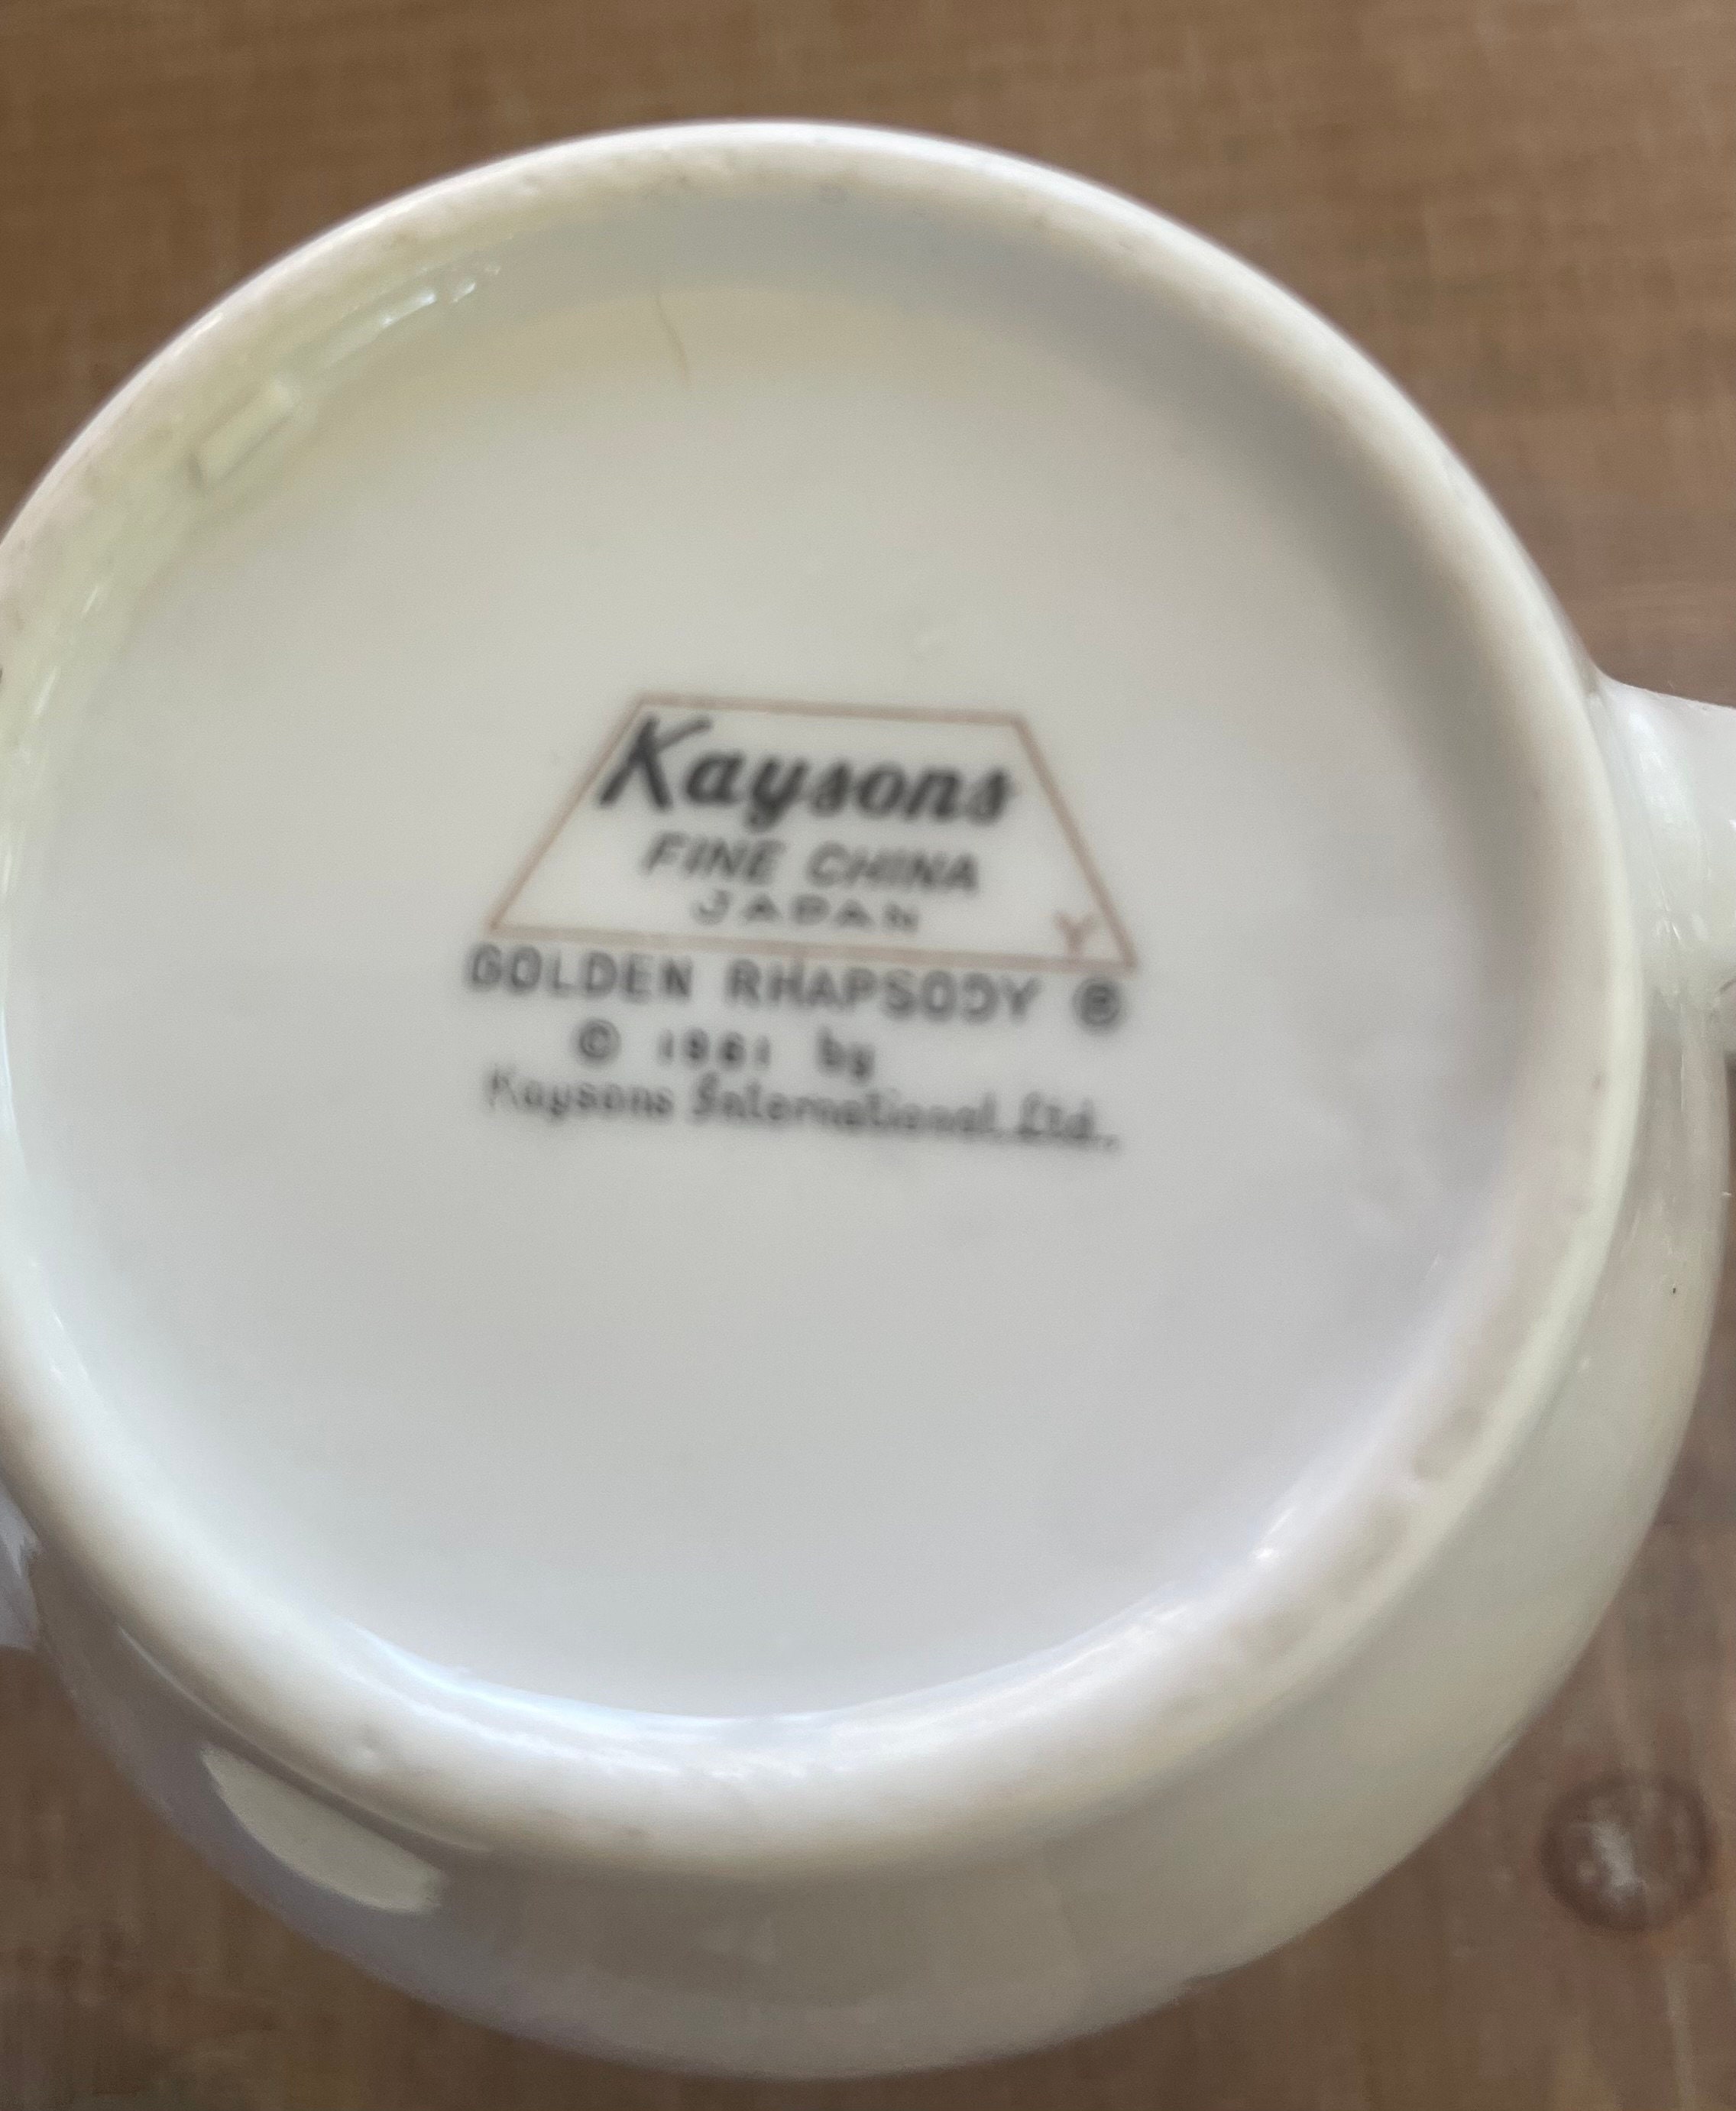 Kaysons
FINE CHINA
JAPAN
Y
GOLDEN RHAPSODY ®
© 1961 by
Kaysons International Ltd.